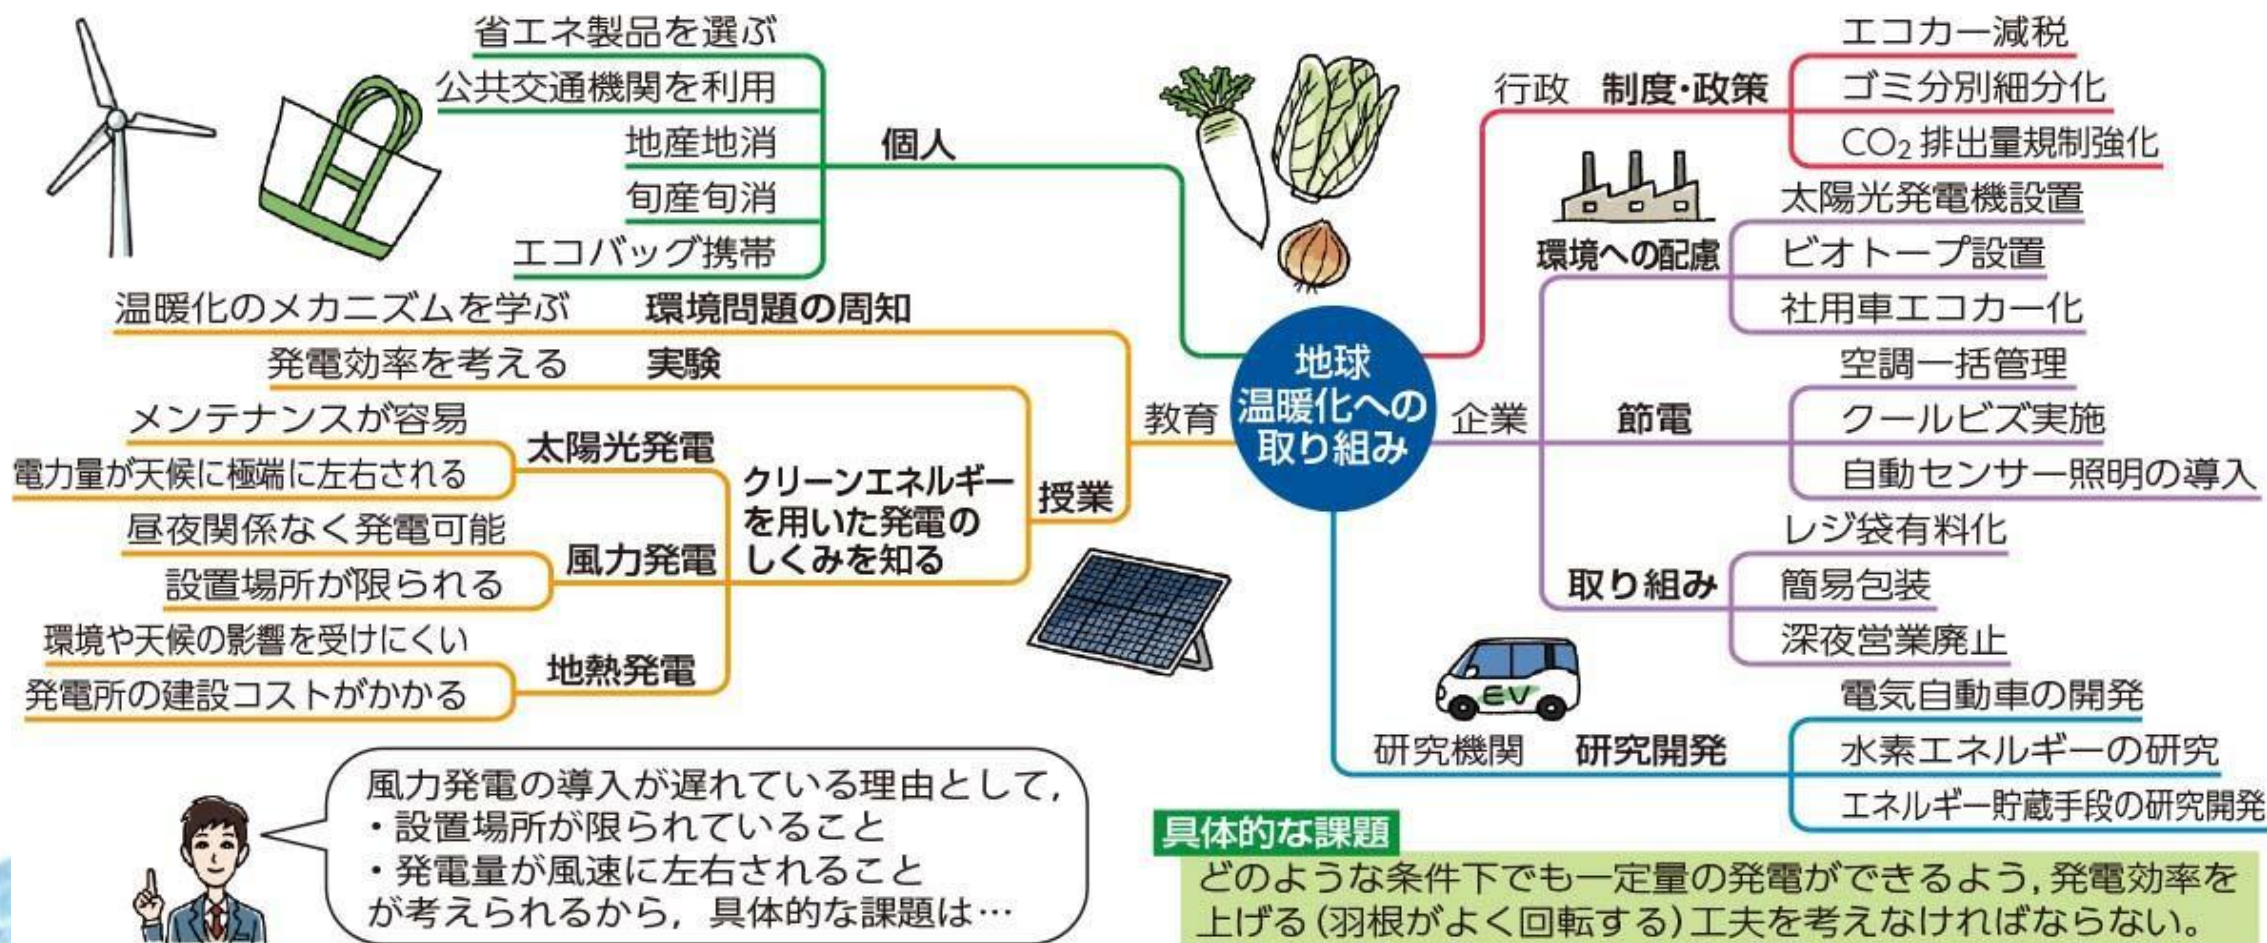 省エネ製品を選ぶ
公共交通機関を利用
地産地消
旬産旬消
エコバッグ携帯
個人
温暖化のメカニズムを学ぶ 環境問題の周知
発電効率を考える 実験
メンテナンスが容易
電力量が天候に極端に左右される
太陽光発電
昼夜関係なく発電可能
設置場所が限られる
風力発電
環境や天候の影響を受けにくい
発電所の建設コストがかかる
地熱発電
クリーンエネルギー
を用いた発電の
しくみを知る
授業
教育
地球
温暖化への
取り組み
行政 制度・政策
エコカー減税
ゴミ分別細分化
CO₂排出量規制強化
企業
環境への配慮
太陽光発電機設置
ビオトープ設置
社用車エコカー化
節電
空調一括管理
クールビズ実施
自動センサー照明の導入
取り組み
レジ袋有料化
簡易包装
深夜営業廃止
EV
研究機関 研究開発
電気自動車の開発
水素エネルギーの研究
エネルギー貯蔵手段の研究開発
風力発電の導入が遅れている理由として,
・設置場所が限られていること
・発電量が風速に左右されること
が考えられるから, 具体的な課題は…
具体的な課題
どのような条件下でも一定量の発電ができるよう, 発電効率を
上げる(羽根がよく回転する)工夫を考えなければならない。